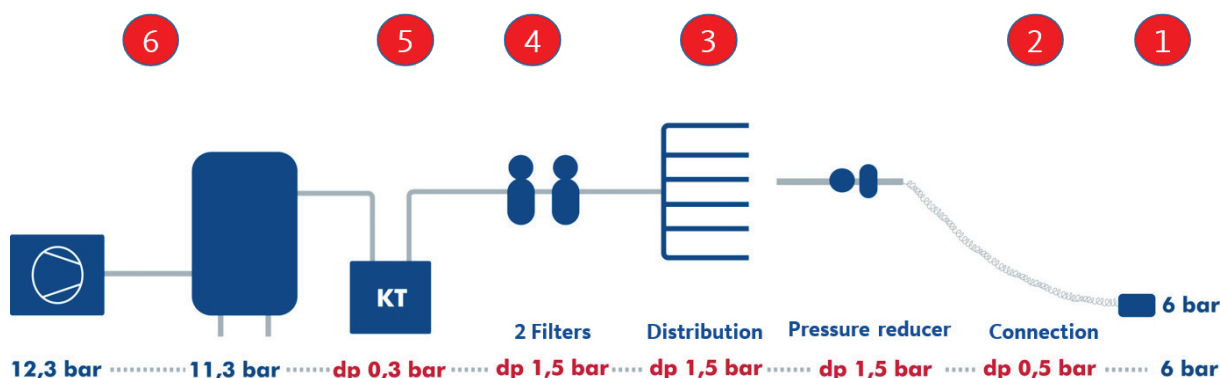 6 5 4 3 2 1
KT
6 bar
2 Filters Distribution Pressure reducer Connection
12,3 bar 11,3 bar dp 0,3 bar dp 1,5 bar dp 1,5 bar dp 1,5 bar dp 0,5 bar 6 bar